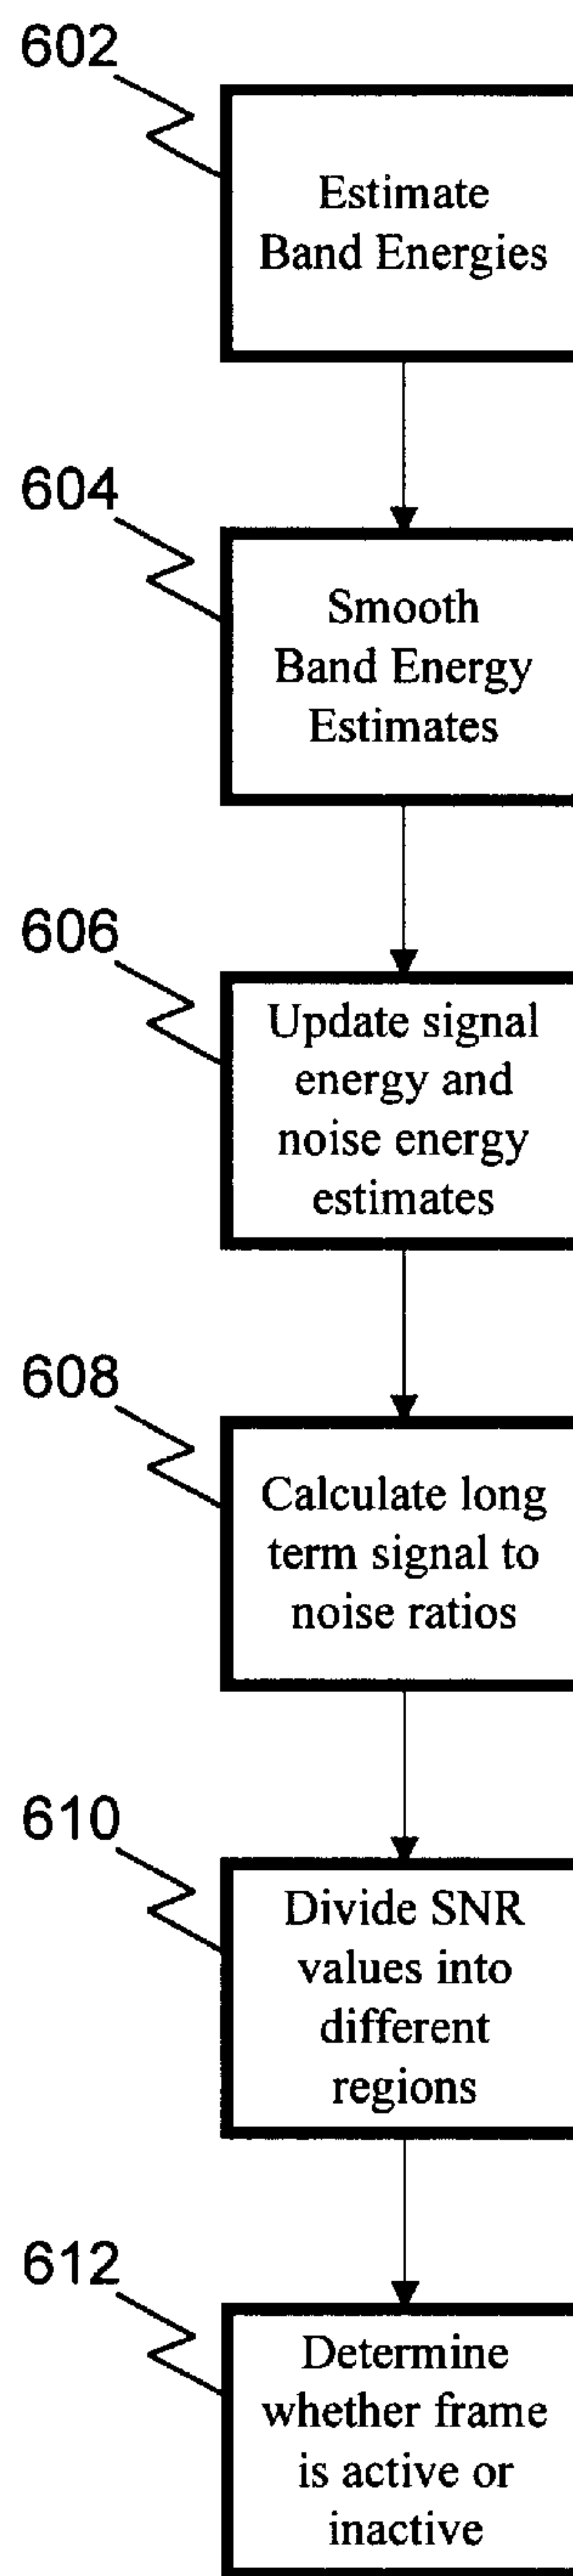 602
Estimate
Band Energies
604
Smooth
Band Energy
Estimates
606
Update signal
energy and
noise energy
estimates
608
Calculate long
term signal to
noise ratios
610
Divide SNR
values into
different
regions
612
Determine
whether frame
is active or
inactive